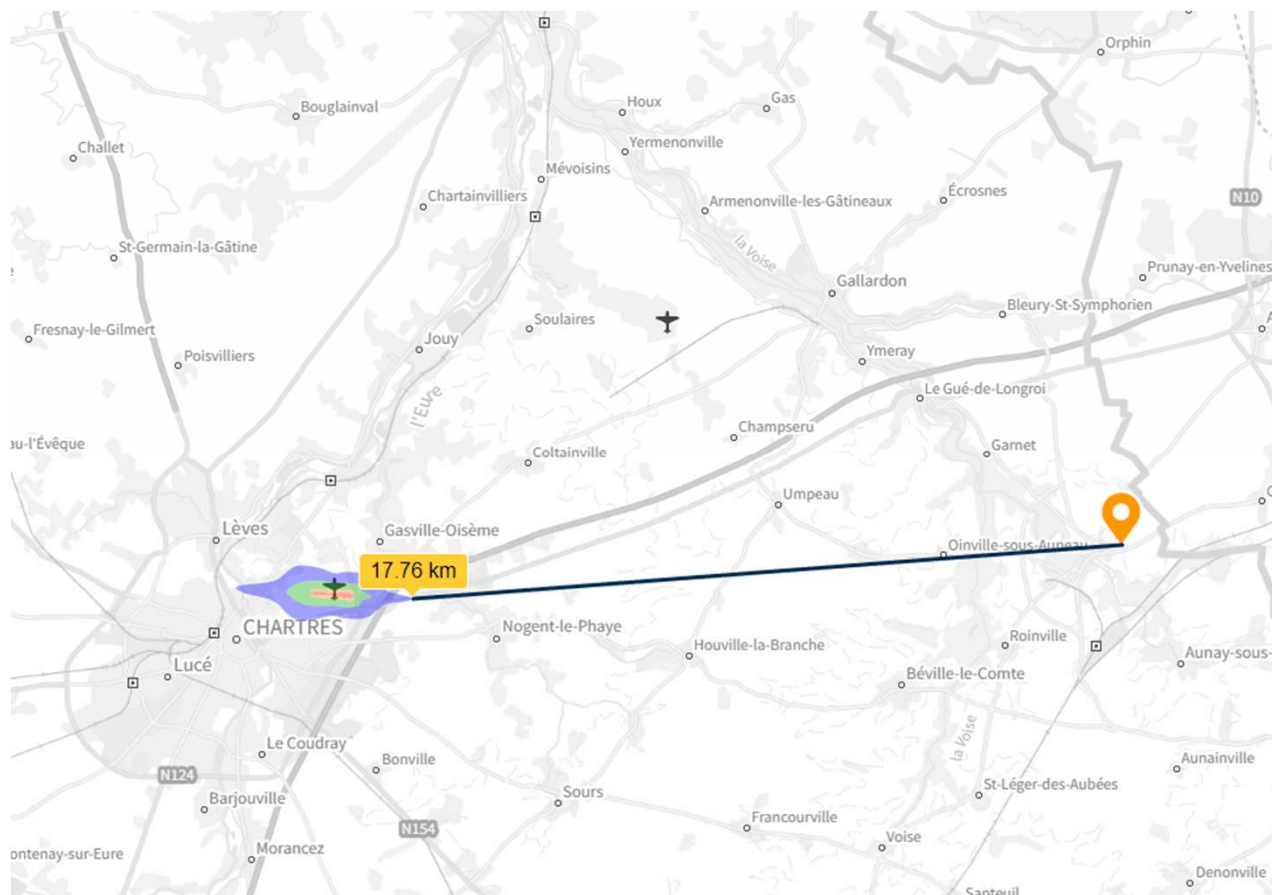 Orphin
Bouglainval
Houx
Gas
Challet
Yermenonville
Mévoisins
Chartainvilliers
Écrosnes
Armenonville-les-Gâtineaux
N10
St-Germain-la-Gâtine
la Voise
Prunay-en-Yvelines
Gallardon
Bleury-St-Symphorien
Fresnay-le-Gilmert
Soulaires
Jouy
Poisvilliers
Ymeray
Le Gué-de-Longroi
l'Eure
Champseru
au-l'Évêque
Garnet
Coltainville
Umpeau
Lèves
Gasville-Oisème
Oinville-sous-Auneau
17.76 km
CHARTRES
Nogent-le-Phaye
Roinville
Houville-la-Branche
Aunay-sous-
Lucé
Béville-le-Comte
la Voise
Le Coudray
Bonville
Aunainville
N124
St-Léger-des-Aubées
Barjouville
Sours
Francourville
N154
Voise
Morancez
ontenay-sur-Eure
Denonville
Santeuil